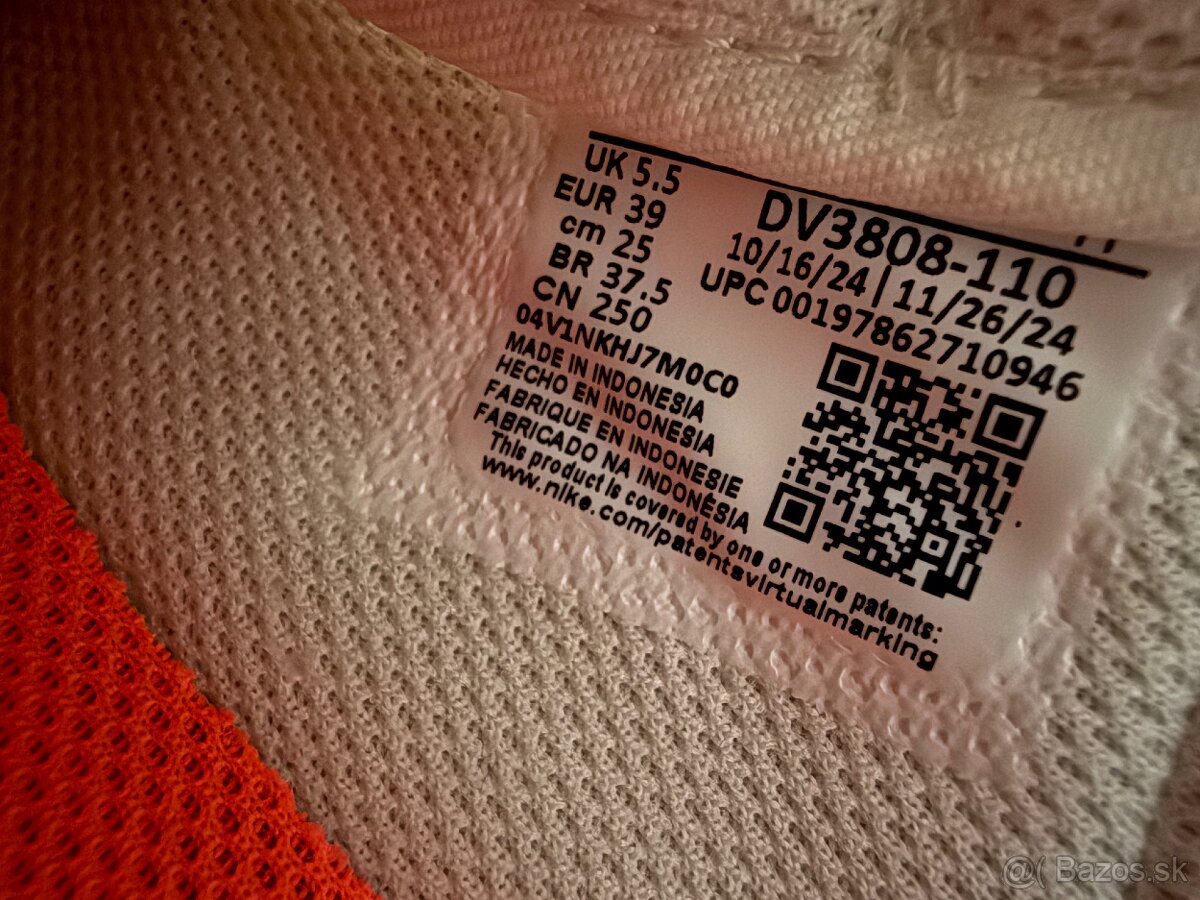 UK 5.5
EUR 39
cm 25
BR 37.5
CN 250
DV3808-110
10/16/24 | 11/26/24
UPC 00197862710946
04V1NKHJ7M0C0
MADE IN INDONESIA
HECHO EN INDONESIA
FABRIQUE EN INDONESIE
FABRICADO NA INDONÉSIA
This product is covered by one or more patents:
www.nike.com/patentsvirtualmarking
@( Bazos.sk